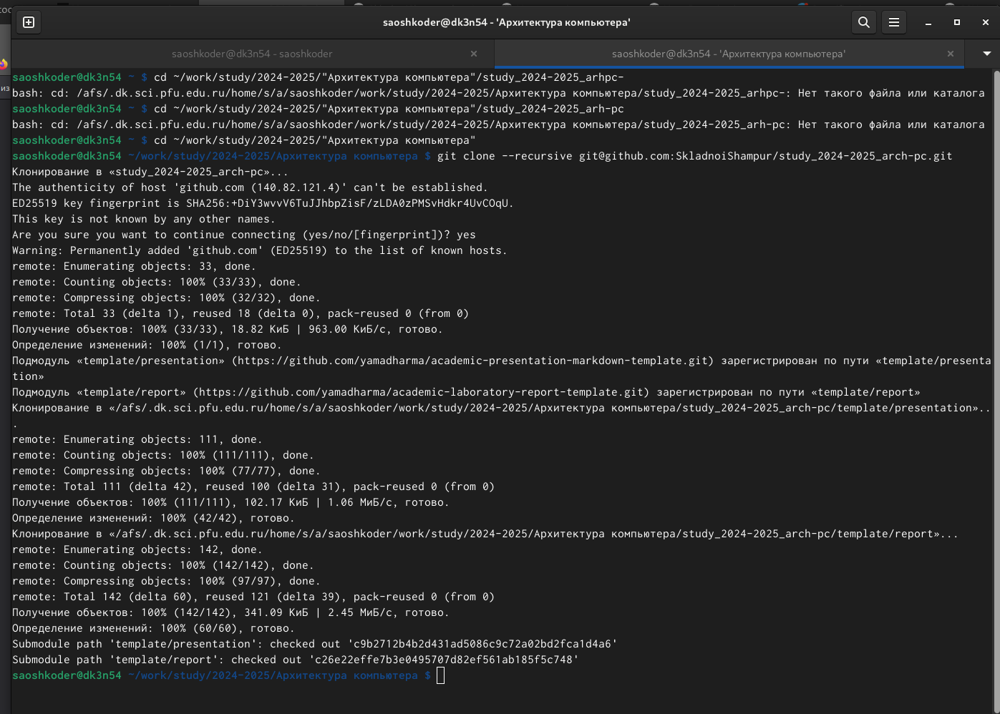 saoshkoder@dk3n54 - 'Архитектура компьютера'
saoshkoder@dk3n54 - saoshkoder
saoshkoder@dk3n54 - 'Архитектура компьютера'
saoshkoder@dk3n54 ~ $ cd ~/work/study/2024-2025/"Архитектура компьютера"/study_2024-2025_arhpc-
bash: cd: /afs/.dk.sci.pfu.edu.ru/home/s/a/saoshkoder/work/study/2024-2025/Архитектура компьютера/study_2024-2025_arhpc-: Нет такого файла или каталога
saoshkoder@dk3n54 ~ $ cd ~/work/study/2024-2025/"Архитектура компьютера"/study_2024-2025_arh-pc
bash: cd: /afs/.dk.sci.pfu.edu.ru/home/s/a/saoshkoder/work/study/2024-2025/Архитектура компьютера/study_2024-2025_arh-pc: Нет такого файла или каталога
saoshkoder@dk3n54 ~ $ cd ~/work/study/2024-2025/"Архитектура компьютера"
saoshkoder@dk3n54 ~/work/study/2024-2025/Архитектура компьютера $ git clone --recursive git@github.com:SkladnoiShampur/study_2024-2025_arch-pc.git
Клонирование в «study_2024-2025_arch-pc»...
The authenticity of host 'github.com (140.82.121.4)' can't be established.
ED25519 key fingerprint is SHA256:+DiY3wvvV6TuJJhbpZisF/zLDA0zPMSvHdkr4UvCOqU.
This key is not known by any other names.
Are you sure you want to continue connecting (yes/no/[fingerprint])? yes
Warning: Permanently added 'github.com' (ED25519) to the list of known hosts.
remote: Enumerating objects: 33, done.
remote: Counting objects: 100% (33/33), done.
remote: Compressing objects: 100% (32/32), done.
remote: Total 33 (delta 1), reused 18 (delta 0), pack-reused 0 (from 0)
Получение объектов: 100% (33/33), 18.82 КиБ | 963.00 КиБ/с, готово.
Определение изменений: 100% (1/1), готово.
Подмодуль «template/presentation» (https://github.com/yamadharma/academic-presentation-markdown-template.git) зарегистрирован по пути «template/presenta
tion»
Подмодуль «template/report» (https://github.com/yamadharma/academic-laboratory-report-template.git) зарегистрирован по пути «template/report»
Клонирование в «/afs/.dk.sci.pfu.edu.ru/home/s/a/saoshkoder/work/study/2024-2025/Архитектура компьютера/study_2024-2025_arch-pc/template/presentation»..
.
remote: Enumerating objects: 111, done.
remote: Counting objects: 100% (111/111), done.
remote: Compressing objects: 100% (77/77), done.
remote: Total 111 (delta 42), reused 100 (delta 31), pack-reused 0 (from 0)
Получение объектов: 100% (111/111), 102.17 КиБ | 1.06 МиБ/с, готово.
Определение изменений: 100% (42/42), готово.
Клонирование в «/afs/.dk.sci.pfu.edu.ru/home/s/a/saoshkoder/work/study/2024-2025/Архитектура компьютера/study_2024-2025_arch-pc/template/report»...
remote: Enumerating objects: 142, done.
remote: Counting objects: 100% (142/142), done.
remote: Compressing objects: 100% (97/97), done.
remote: Total 142 (delta 60), reused 121 (delta 39), pack-reused 0 (from 0)
Получение объектов: 100% (142/142), 341.09 КиБ | 2.45 МиБ/с, готово.
Определение изменений: 100% (60/60), готово.
Submodule path 'template/presentation': checked out 'c9b2712b4b2d431ad5086c9c72a02bd2fca1d4a6'
Submodule path 'template/report': checked out 'c26e22effe7b3e0495707d82ef561ab185f5c748'
saoshkoder@dk3n54 ~/work/study/2024-2025/Архитектура компьютера $